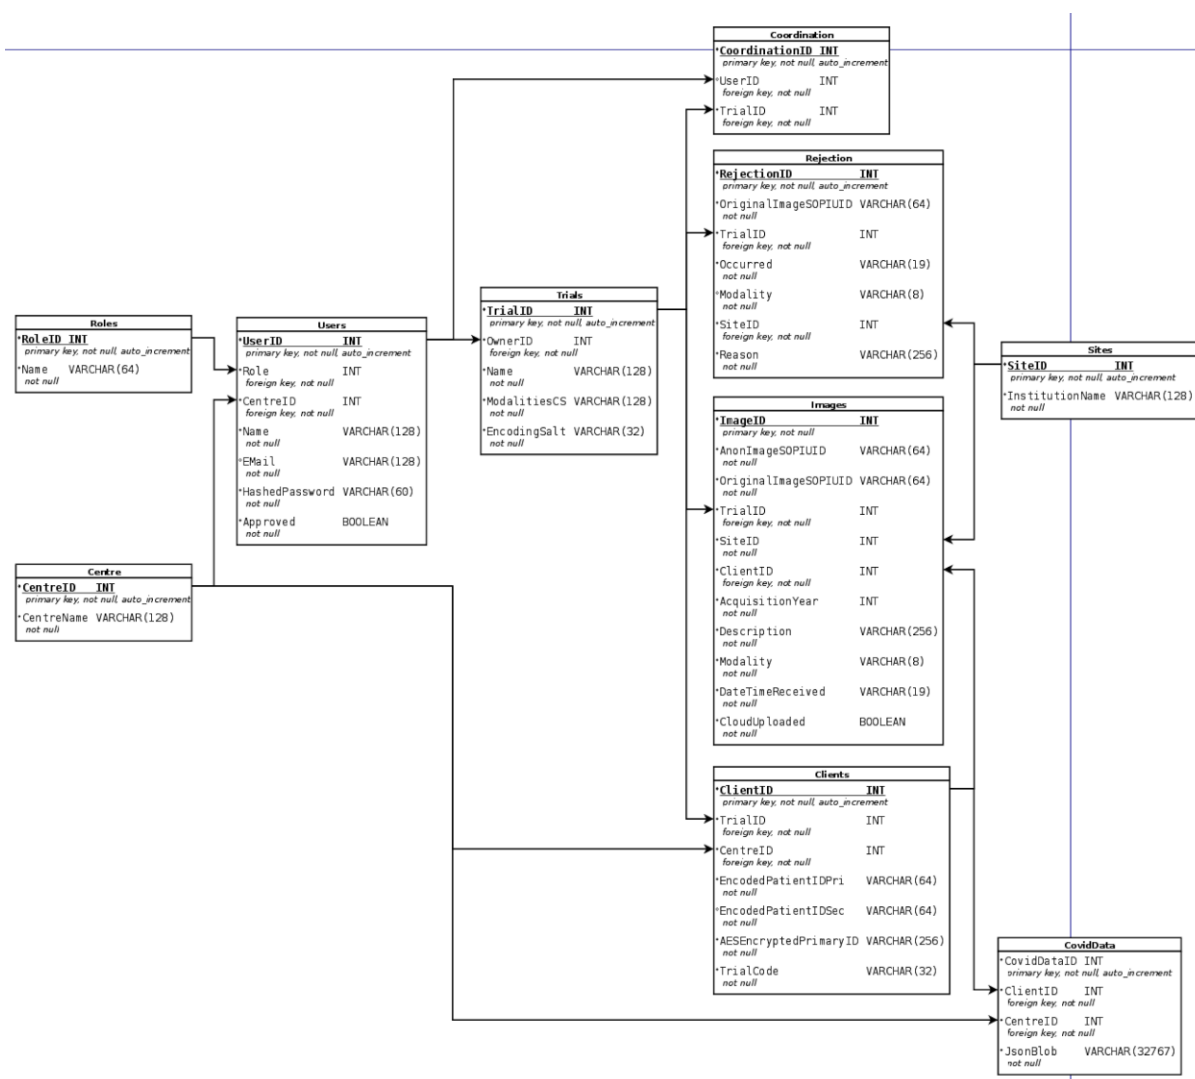 Coordination
*CoordinationID INT
primary key, not null, auto_increment
*UserID INT
foreign key, not null
*TrialID INT
foreign key, not null
Rejection
*RejectionID INT
primary key, not null, auto_increment
*OriginalImageSOPIUID VARCHAR(64)
not null
*TrialID INT
foreign key, not null
*Occurred VARCHAR(19)
not null
*Modality VARCHAR(8)
not null
*SiteID INT
foreign key, not null
*Reason VARCHAR(256)
not null
Trials
*TrialID INT
primary key, not null, auto_increment
*OwnerID INT
foreign key, not null
*Name VARCHAR(128)
not null
*ModalitiesCS VARCHAR(128)
not null
*EncodingSalt VARCHAR(32)
not null
Roles
*RoleID INT
primary key, not null, auto_increment
*Name VARCHAR(64)
not null
Users
*UserID INT
primary key, not null, auto_increment
*Role INT
foreign key, not null
*CentreID INT
foreign key, not null
*Name VARCHAR(128)
not null
*EMail VARCHAR(128)
not null
*HashedPassword VARCHAR(60)
not null
*Approved BOOLEAN
not null
Sites
*SiteID INT
primary key, not null, auto_increment
*InstitutionName VARCHAR(128)
not null
Images
*ImageID INT
primary key, not null
*AnonImageSOPIUID VARCHAR(64)
not null
*OriginalImageSOPIUID VARCHAR(64)
not null
*TrialID INT
foreign key, not null
*SiteID INT
not null
*ClientID INT
foreign key, not null
*AcquisitionYear INT
not null
*Description VARCHAR(256)
not null
*Modality VARCHAR(8)
not null
*DateTimeReceived VARCHAR(19)
not null
*CloudUploaded BOOLEAN
not null
Centre
*CentreID INT
primary key, not null, auto_increment
*CentreName VARCHAR(128)
not null
Clients
*ClientID INT
primary key, not null, auto_increment
*TrialID INT
foreign key, not null
*CentreID INT
foreign key, not null
*EncodedPatientIDPri VARCHAR(64)
not null
*EncodedPatientIDSec VARCHAR(64)
not null
*AESEncryptedPrimaryID VARCHAR(256)
not null
*TrialCode VARCHAR(32)
not null
CovidData
*CovidDataID INT
primary key, not null, auto_increment
*ClientID INT
foreign key, not null
*CentreID INT
foreign key, not null
*JsonBlob VARCHAR(32767)
not null